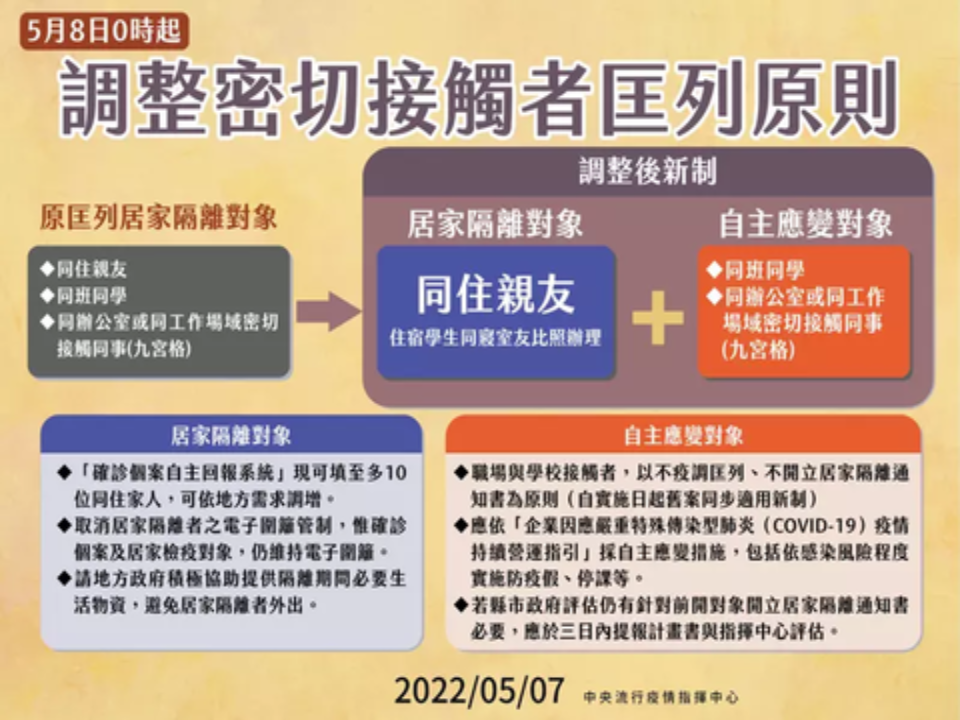 5月8日0時起
調整密切接觸者匡列原則
調整後新制
原匡列居家隔離對象
◆同住親友
◆同班同學
◆同辦公室或同工作場域密切
接觸同事(九宮格)
居家隔離對象
同住親友
住宿學生同寢室友比照辦理
+
自主應變對象
◆同班同學
◆同辦公室或同工作
場域密切接觸同事
(九宮格)
居家隔離對象
◆「確診個案自主回報系統」現可填至多10
位同住家人，可依地方需求調增。
◆取消居家隔離者之電子圍籬管制，惟確診
個案及居家檢疫對象，仍維持電子圍籬。
◆請地方政府積極協助提供隔離期間必要生
活物資，避免居家隔離者外出。
自主應變對象
◆職場與學校接觸者，以不疫調匡列、不開立居家隔離通
知書為原則（自實施日起舊案同步適用新制）
◆應依「企業因應嚴重特殊傳染型肺炎（COVID-19）疫情
持續營運指引」採自主應變措施，包括依感染風險程度
實施防疫假、停課等。
◆若縣市政府評估仍有針對前開對象開立居家隔離通知書
必要，應於三日內提報計畫書與指揮中心評估。
2022/05/07 中央流行疫情指揮中心